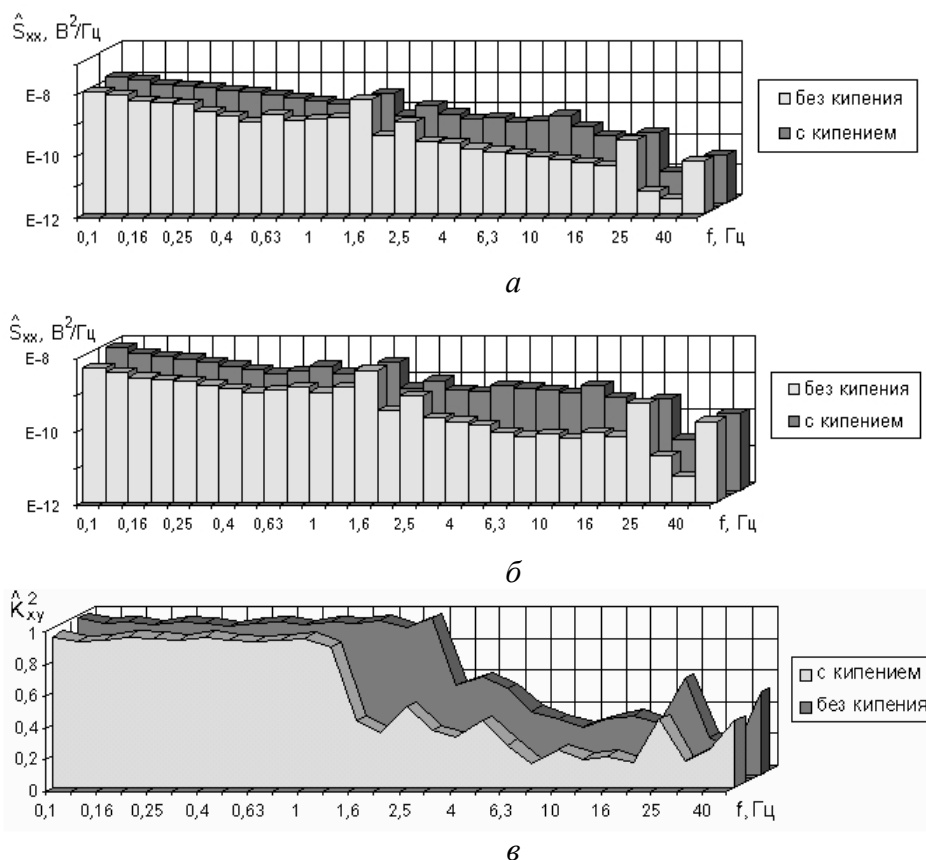 Ŝxx, В²/Гц
E-8
E-10
E-12
0,1 0,16 0,25 0,4 0,63 1 1,6 2,5 4 6,3 10 16 25 40 f, Гц
без кипения
с кипением
а
Ŝxx, В²/Гц
E-8
E-10
E-12
0,1 0,16 0,25 0,4 0,63 1 1,6 2,5 4 6,3 10 16 25 40 f, Гц
без кипения
с кипением
б
K̂²xy
1
0,8
0,6
0,4
0,2
0
0,1 0,16 0,25 0,4 0,63 1 1,6 2,5 4 6,3 10 16 25 40 f, Гц
с кипением
без кипения
в